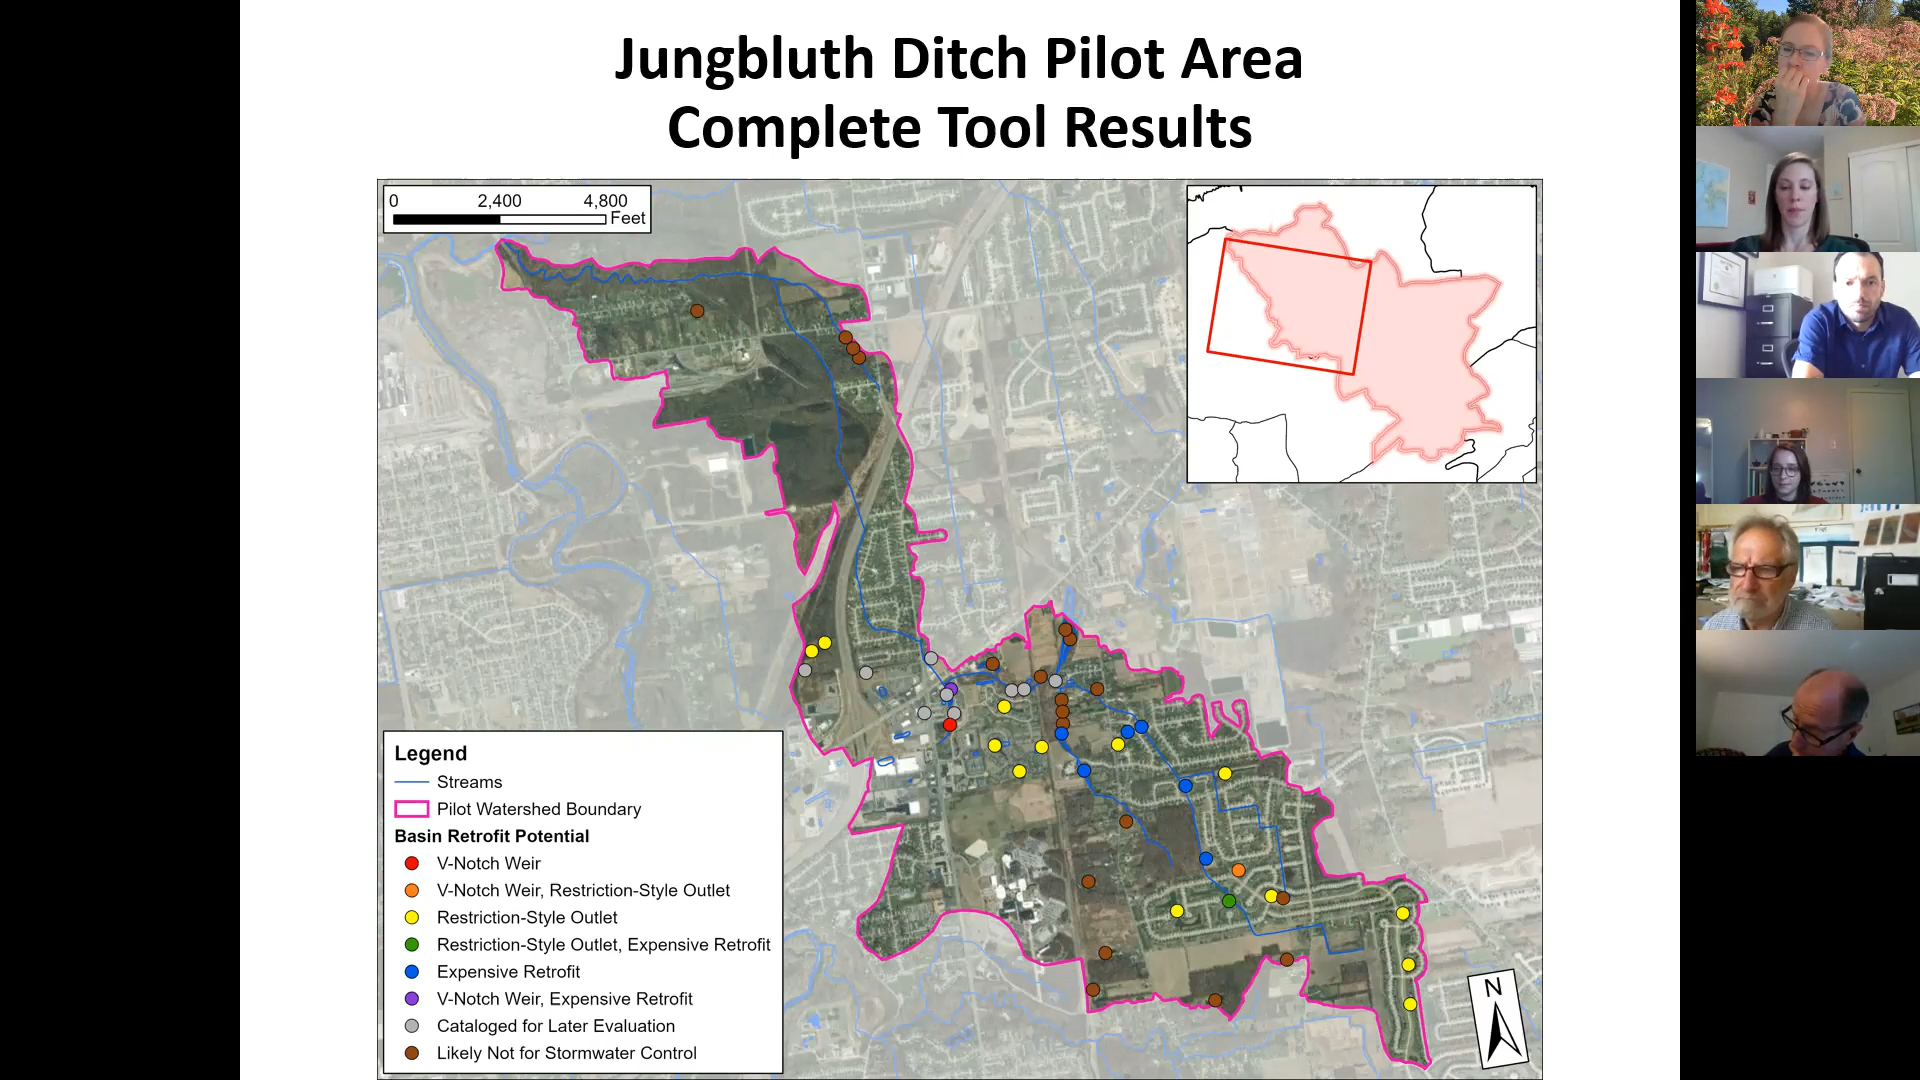 Jungbluth Ditch Pilot Area
Complete Tool Results
0 2,400 4,800
Feet
Legend
Streams
Pilot Watershed Boundary
Basin Retrofit Potential
V-Notch Weir
V-Notch Weir, Restriction-Style Outlet
Restriction-Style Outlet
Restriction-Style Outlet, Expensive Retrofit
Expensive Retrofit
V-Notch Weir, Expensive Retrofit
Cataloged for Later Evaluation
Likely Not for Stormwater Control
N